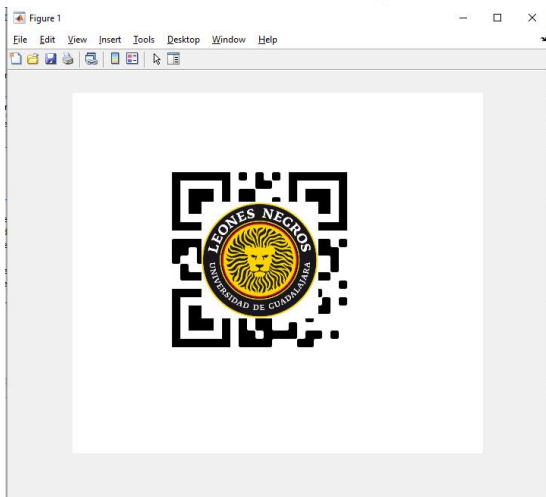 Figure 1
File Edit View Insert Tools Desktop Window Help
LEONES NEGROS
UNIVERSIDAD DE GUADALAJARA